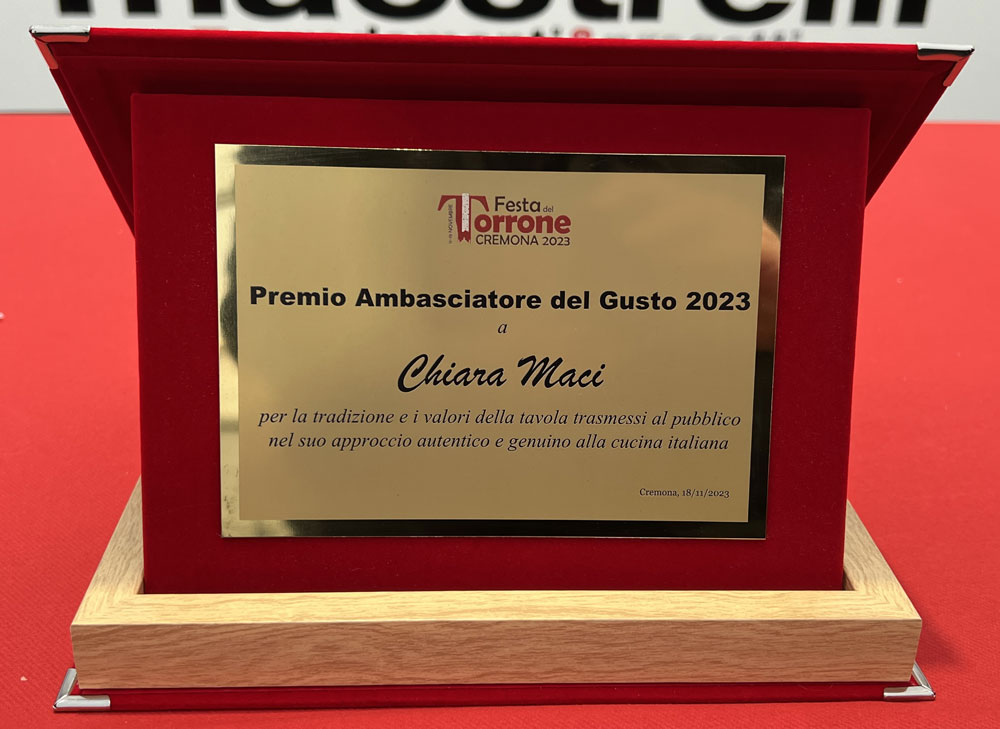 Festa del
Torrone
CREMONA 2023
Premio Ambasciatore del Gusto 2023
a
Chiara Maci
per la tradizione e i valori della tavola trasmessi al pubblico
nel suo approccio autentico e genuino alla cucina italiana
Cremona, 18/11/2023